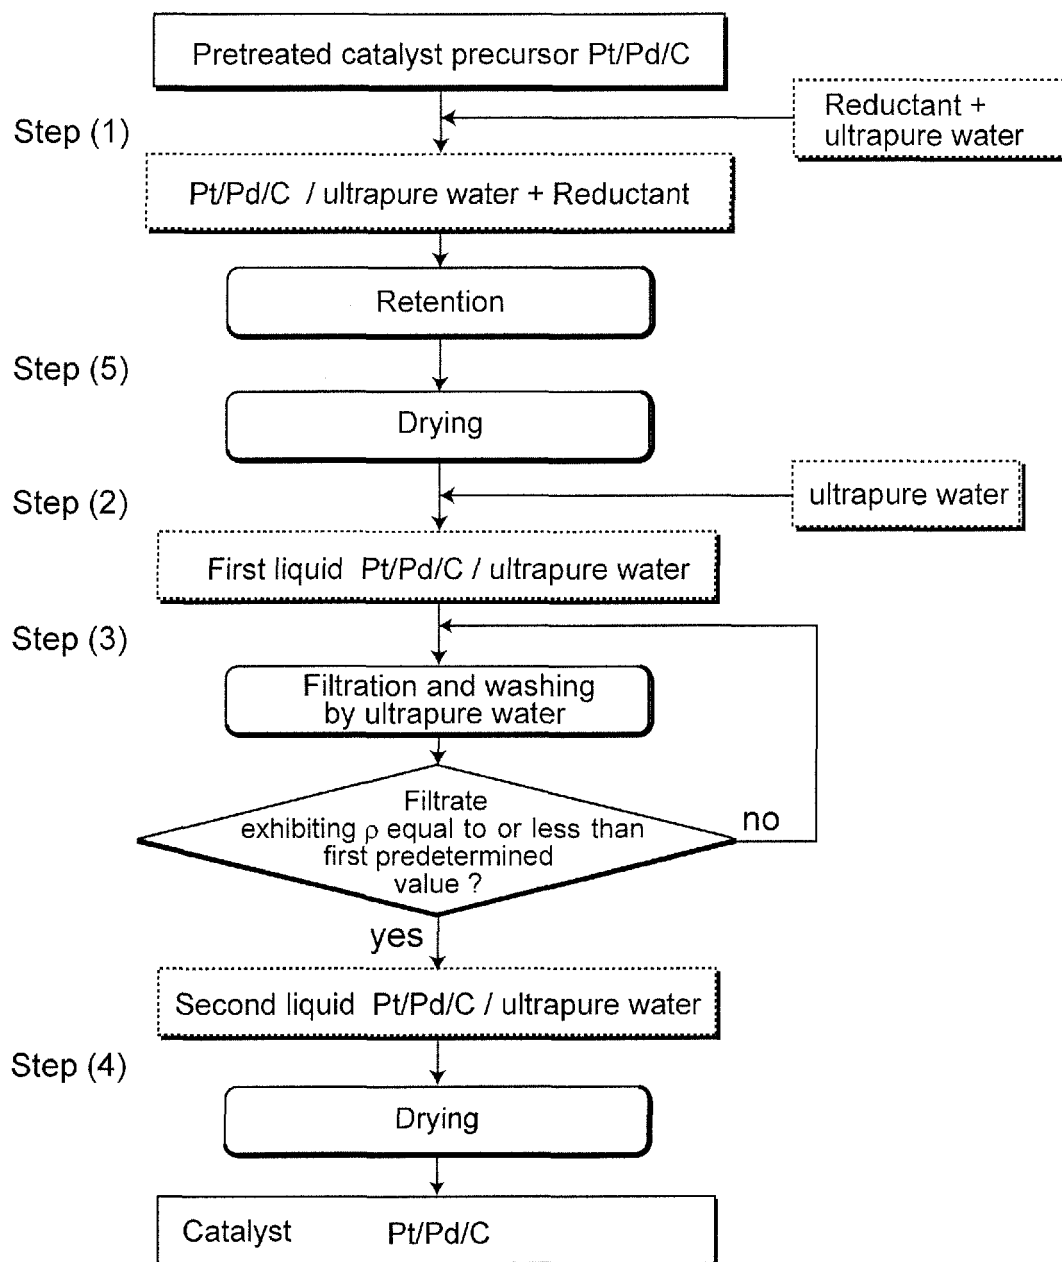 Pretreated catalyst precursor Pt/Pd/C
Step (1)
Reductant +
ultrapure water
Pt/Pd/C / ultrapure water + Reductant
Retention
Step (5)
Drying
Step (2)
ultrapure water
First liquid Pt/Pd/C / ultrapure water
Step (3)
Filtration and washing
by ultrapure water
Filtrate
exhibiting ρ equal to or less than
first predetermined
value ?
no
yes
Second liquid Pt/Pd/C / ultrapure water
Step (4)
Drying
Catalyst Pt/Pd/C